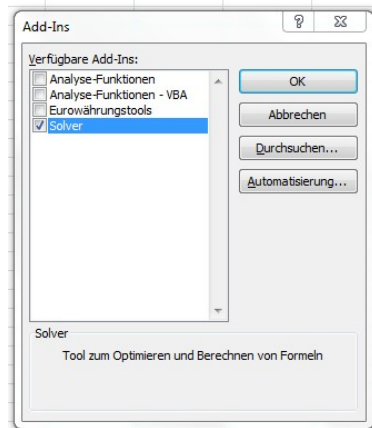 Add-Ins
Verfügbare Add-Ins:
Analyse-Funktionen
Analyse-Funktionen - VBA
Eurowährungstools
Solver
OK
Abbrechen
Durchsuchen...
Automatisierung...
Solver
Tool zum Optimieren und Berechnen von Formeln